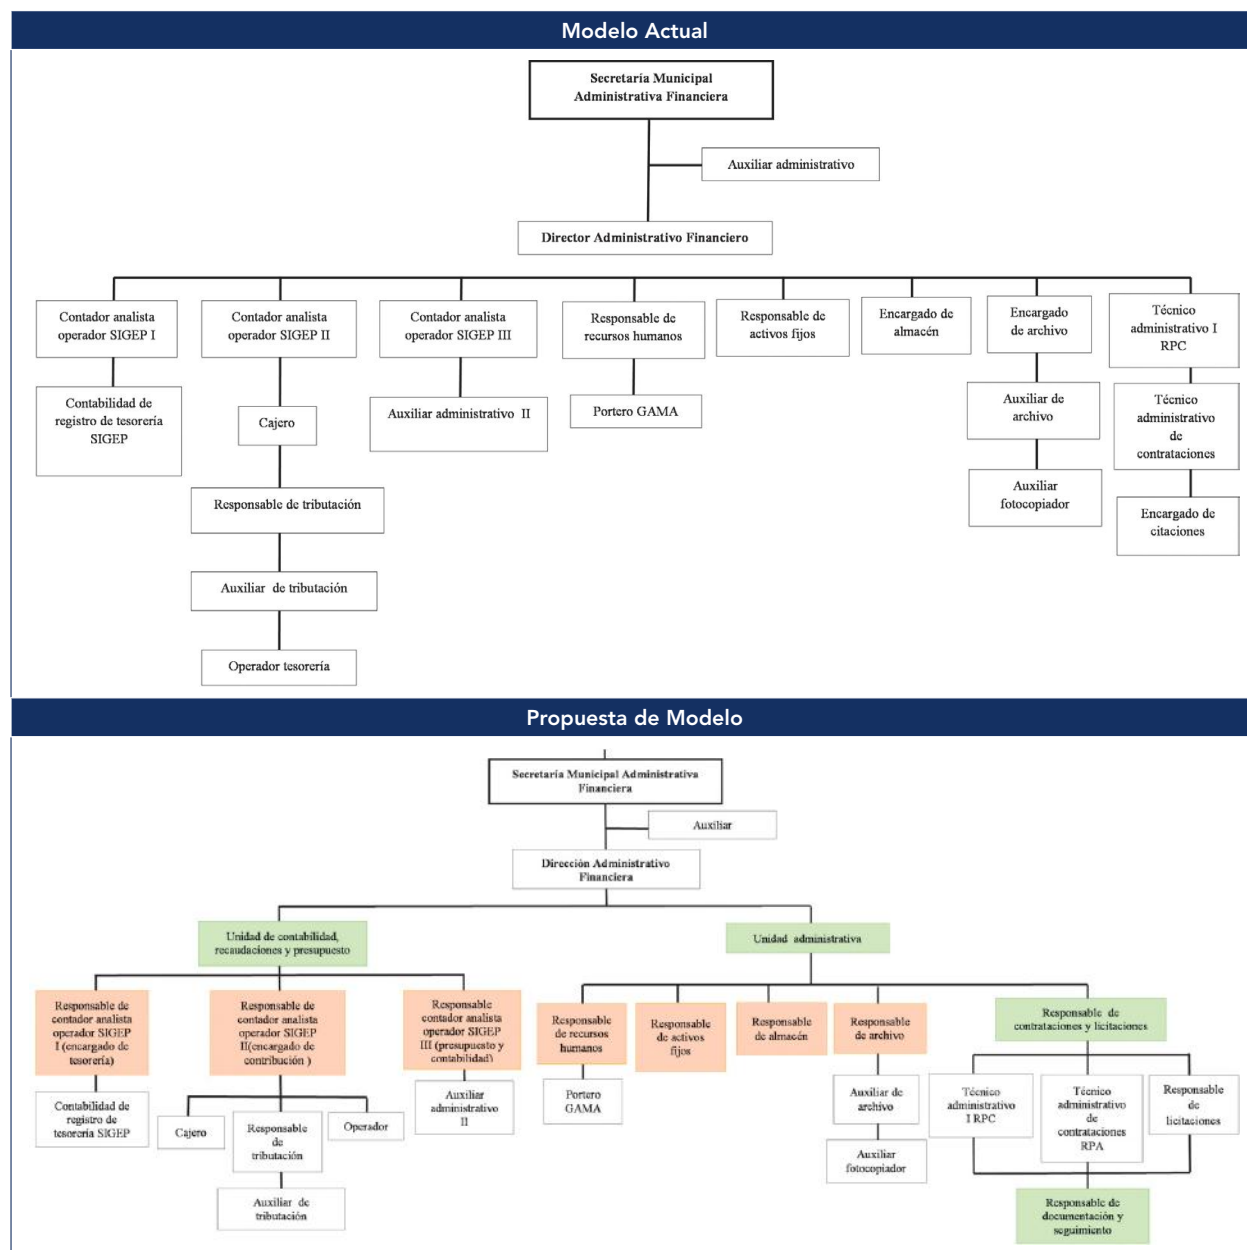 Modelo Actual
Secretaría Municipal
Administrativa Financiera
Auxiliar administrativo
Director Administrativo Financiero
Contador analista
operador SIGEP I
Contador analista
operador SIGEP II
Contador analista
operador SIGEP III
Responsable de
recursos humanos
Responsable de
activos fijos
Encargado de
almacén
Encargado
de archivo
Técnico
administrativo I
RPC
Contabilidad de
registro de tesorería
SIGEP
Cajero
Auxiliar administrativo II
Portero GAMA
Auxiliar de
archivo
Técnico
administrativo
de
contrataciones
Responsable de tributación
Auxiliar
fotocopiador
Encargado de
citaciones
Auxiliar de tributación
Operador tesorería
Propuesta de Modelo
Secretaría Municipal Administrativa
Financiera
Auxiliar
Dirección Administrativo
Financiera
Unidad de contabilidad,
recaudaciones y presupuesto
Unidad administrativa
Responsable de
contador analista
operador SIGEP
I (encargado de
tesorería)
Responsable de
contador analista
operador SIGEP
II(encargado de
contribución )
Responsable
contador analista
operador SIGEP
III (presupuesto y
contabilidad)
Responsable
de recursos
humanos
Responsable
de activos
fijos
Responsable
de almacén
Responsable
de archivo
Responsable de
contrataciones y licitaciones
Contabilidad de
registro de
tesorería SIGEP
Cajero
Responsable
de
tributación
Operador
Auxiliar
administrativo
II
Portero
GAMA
Auxiliar de
archivo
Técnico
administrativo
I RPC
Técnico
administrativo
de
contrataciones
RPA
Responsable
de
licitaciones
Auxiliar de
tributación
Auxiliar
fotocopiador
Responsable de
documentación y
seguimiento